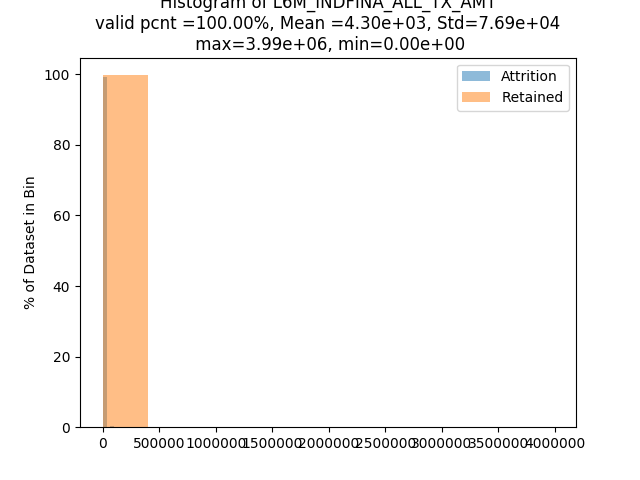 Histogram of L6M_INDFINA_ALL_TX_AMT
valid pcnt =100.00%, Mean =4.30e+03, Std=7.69e+04
max=3.99e+06, min=0.00e+00
Attrition
Retained
% of Dataset in Bin
100
80
60
40
20
0
0 500000 1000000 1500000 2000000 2500000 3000000 3500000 4000000